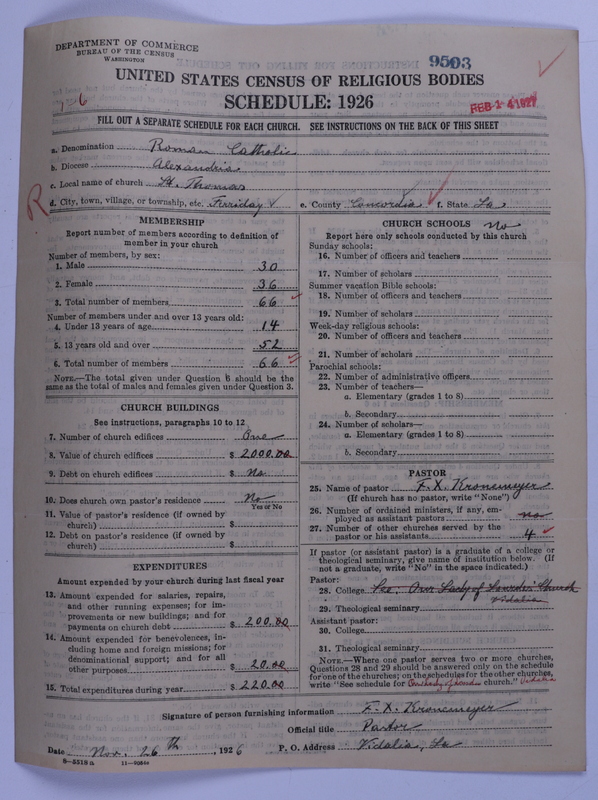 DEPARTMENT OF COMMERCE
BUREAU OF THE CENSUS
WASHINGTON
9503
UNITED STATES CENSUS OF RELIGIOUS BODIES
SCHEDULE: 1926
FEB 14 1927
FILL OUT A SEPARATE SCHEDULE FOR EACH CHURCH. SEE INSTRUCTIONS ON THE BACK OF THIS SHEET
a. Denomination Roman Catholic
b. Diocese Alexandria
c. Local name of church St. Thomas
R
d. City, town, village, or township, etc. Ferriday e. County Concordia f. State La
MEMBERSHIP
Report number of members according to definition of
member in your church
Number of members, by sex:
1. Male 30
2. Female 36
3. Total number of members 66
Number of members under and over 13 years old:
4. Under 13 years of age 14
5. 13 years old and over 52
6. Total number of members 66
NOTE.—The total given under Question 6 should be the
same as the total of males and females given under Question 3.
CHURCH BUILDINGS
See instructions, paragraphs 10 to 12
7. Number of church edifices One
8. Value of church edifices $ 2000.00
9. Debt on church edifices $ No
10. Does church own pastor's residence No
Yes or No
11. Value of pastor's residence (if owned by
church) $
12. Debt on pastor's residence (if owned by
church) $
EXPENDITURES
Amount expended by your church during last fiscal year
13. Amount expended for salaries, repairs,
and other running expenses; for im-
provements or new buildings; and for
payments on church debt $ 200.00
14. Amount expended for benevolences, in-
cluding home and foreign missions; for
denominational support; and for all
other purposes $ 20.00
15. Total expenditures during year $ 220.00
CHURCH SCHOOLS No
Report here only schools conducted by this church
Sunday schools:
16. Number of officers and teachers
17. Number of scholars
Summer vacation Bible schools:
18. Number of officers and teachers
19. Number of scholars
Week-day religious schools:
20. Number of officers and teachers
21. Number of scholars
Parochial schools:
22. Number of administrative officers
23. Number of teachers—
a. Elementary (grades 1 to 8)
b. Secondary
24. Number of scholars—
a. Elementary (grades 1 to 8)
b. Secondary
PASTOR
25. Name of pastor F. X. Kronemeyer
(If church has no pastor, write "None")
26. Number of ordained ministers, if any, em-
ployed as assistant pastors no
27. Number of other churches served by the
pastor or his assistants 4
If pastor (or assistant pastor) is a graduate of a college or
theological seminary, give name of institution below. (If
not a graduate, write "No" in the space indicated.)
Pastor:
28. College See: Our Lady of Lourdes Church
Vidalia
29. Theological seminary
Assistant pastor:
30. College
31. Theological seminary
NOTE.—Where one pastor serves two or more churches,
Questions 28 and 29 should be answered only on the schedule
for one of the churches; on the schedules for the other churches,
write "See schedule for Our Lady of Lourdes church." Vidalia
Signature of person furnishing information F. X. Kronemeyer
Official title Pastor
Date Nov. 26th, 1926 P. O. Address Vidalia, La
8—5518 a